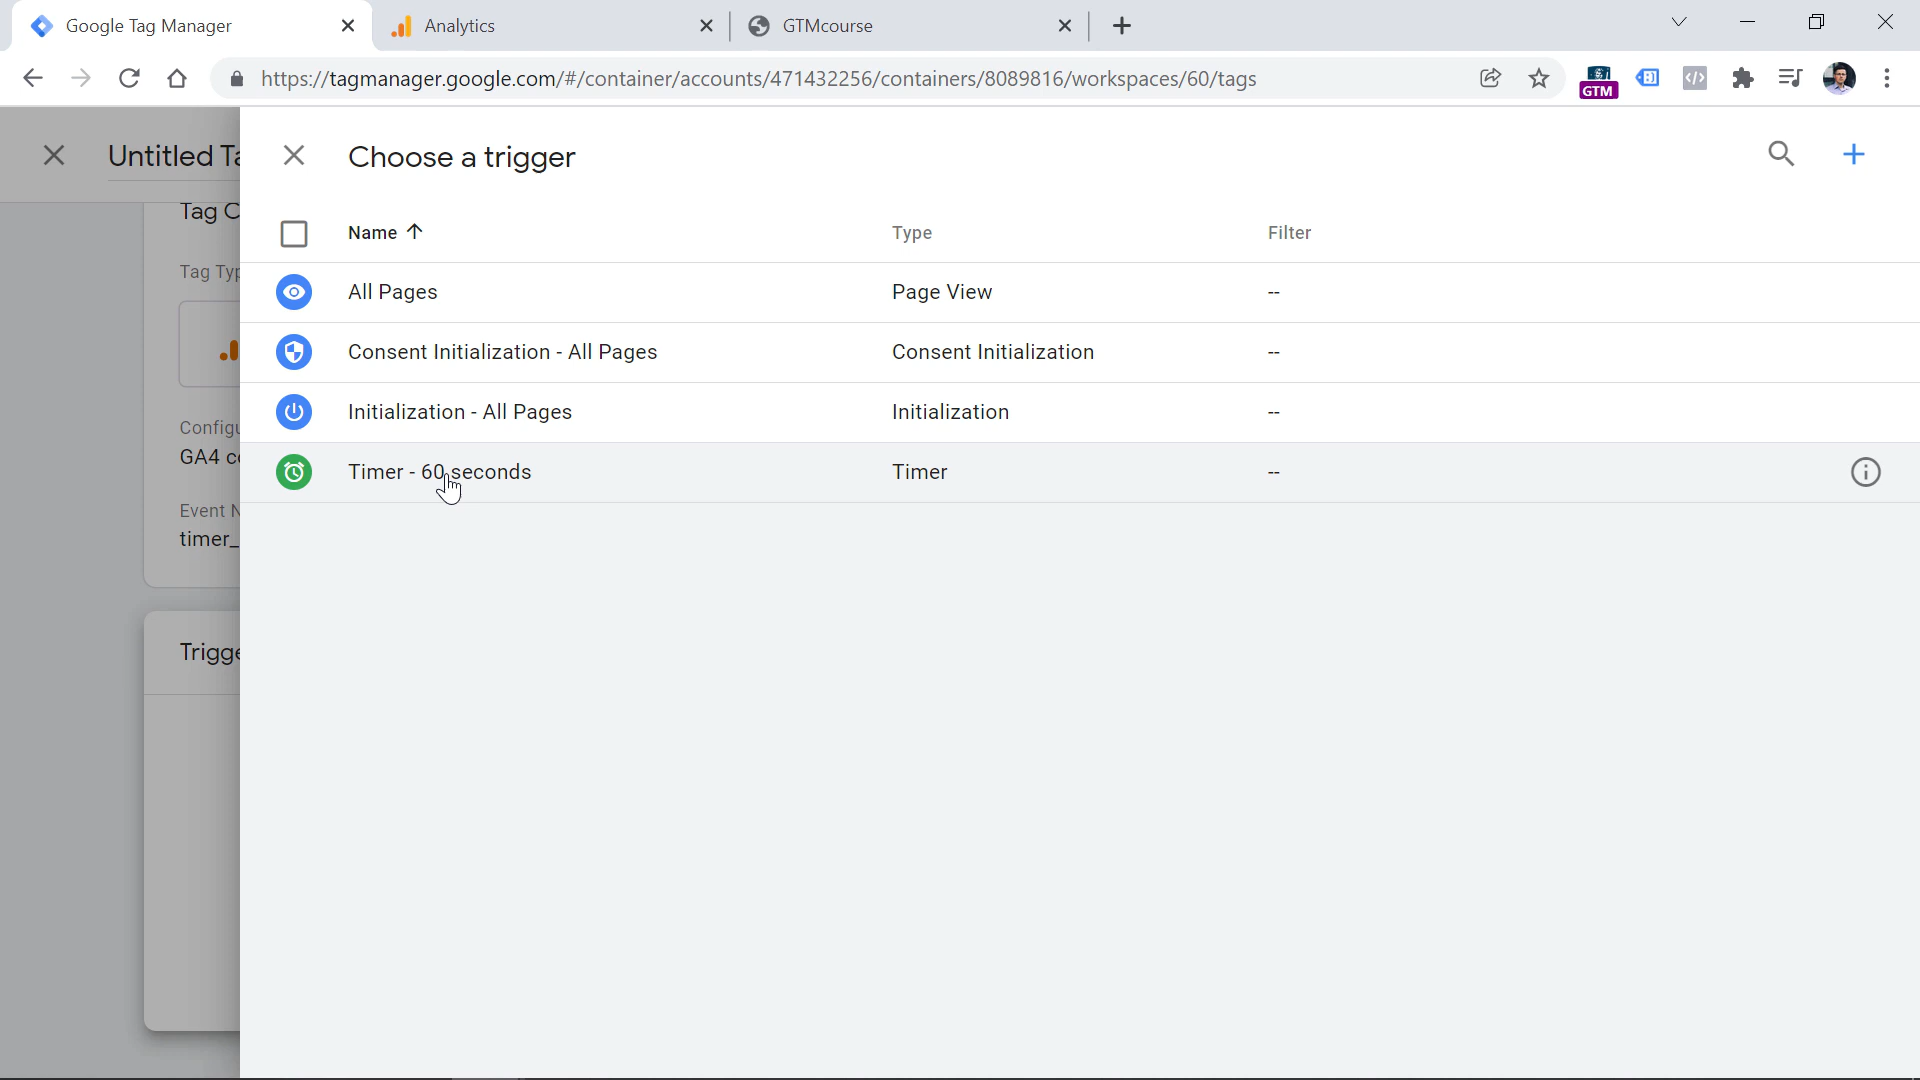 Google Tag Manager
Analytics
GTMcourse
https://tagmanager.google.com/#/container/accounts/471432256/containers/8089816/workspaces/60/tags
GTM
Untitled Ta
Choose a trigger
Tag C
Name Type Filter
Tag Typ
All Pages Page View --
Consent Initialization - All Pages Consent Initialization --
Initialization - All Pages Initialization --
Configu
GA4 co
Timer - 60 seconds Timer --
Event N
timer_
Trigge